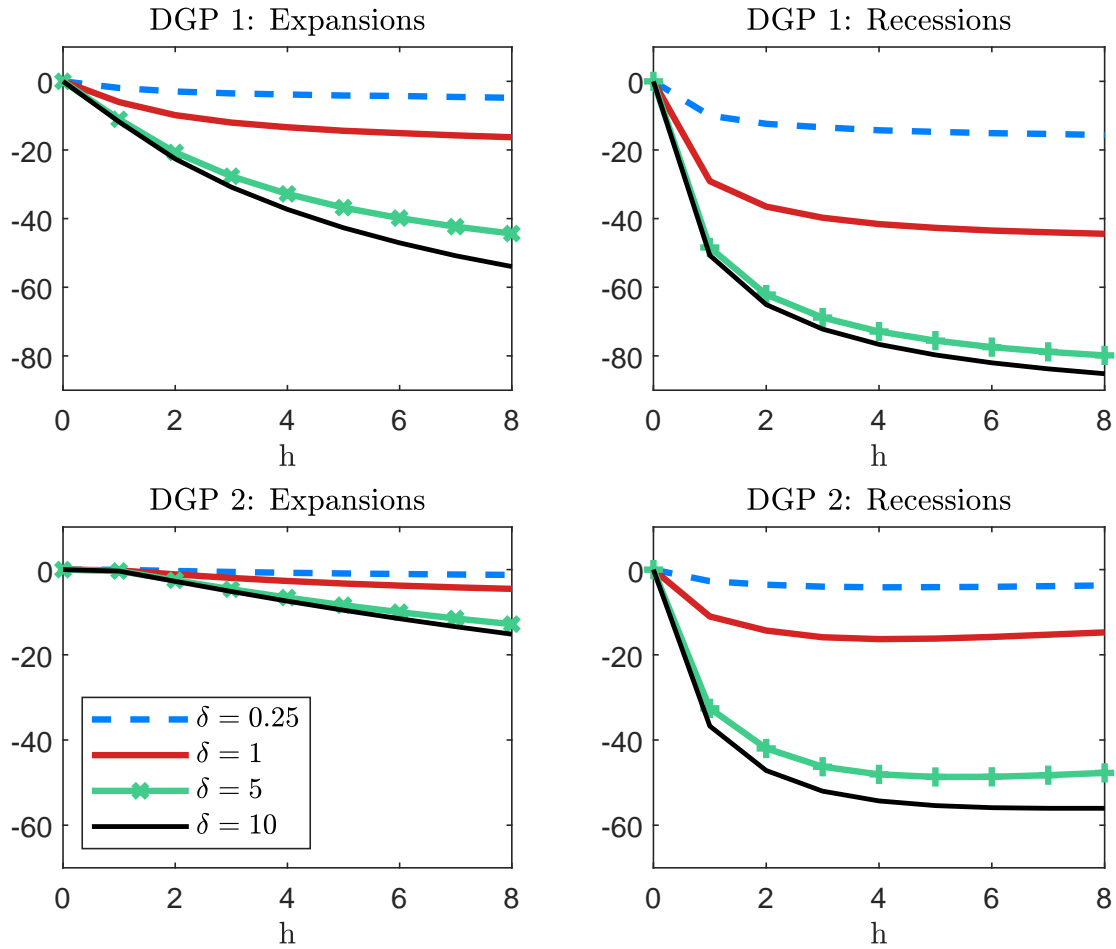 DGP 1: Expansions
0
-20
-40
-60
-80
0 2 4 6 8
h
DGP 1: Recessions
0
-20
-40
-60
-80
0 2 4 6 8
h
DGP 2: Expansions
0
-20
-40
-60
0 2 4 6 8
h
δ = 0.25
δ = 1
δ = 5
δ = 10
DGP 2: Recessions
0
-20
-40
-60
0 2 4 6 8
h